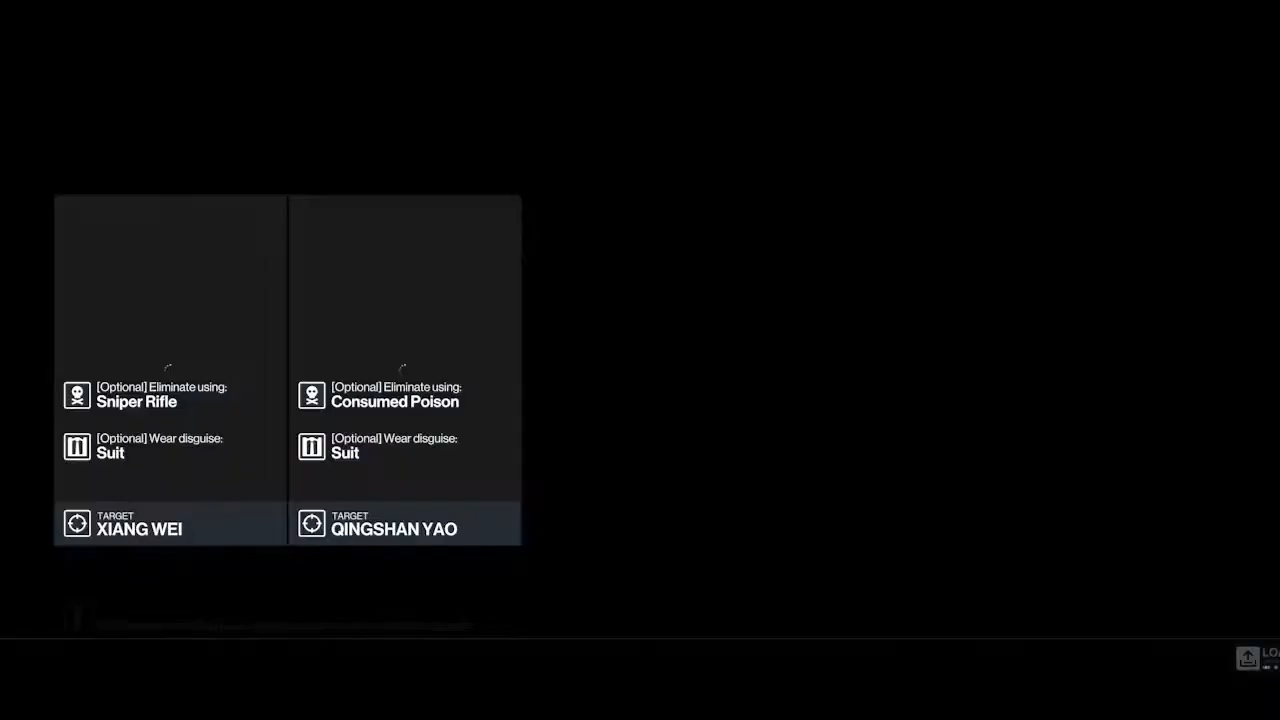 [Optional] Eliminate using:
Sniper Rifle
[Optional] Wear disguise:
Suit
TARGET
XIANG WEI
[Optional] Eliminate using:
Consumed Poison
[Optional] Wear disguise:
Suit
TARGET
QINGSHAN YAO
LOA